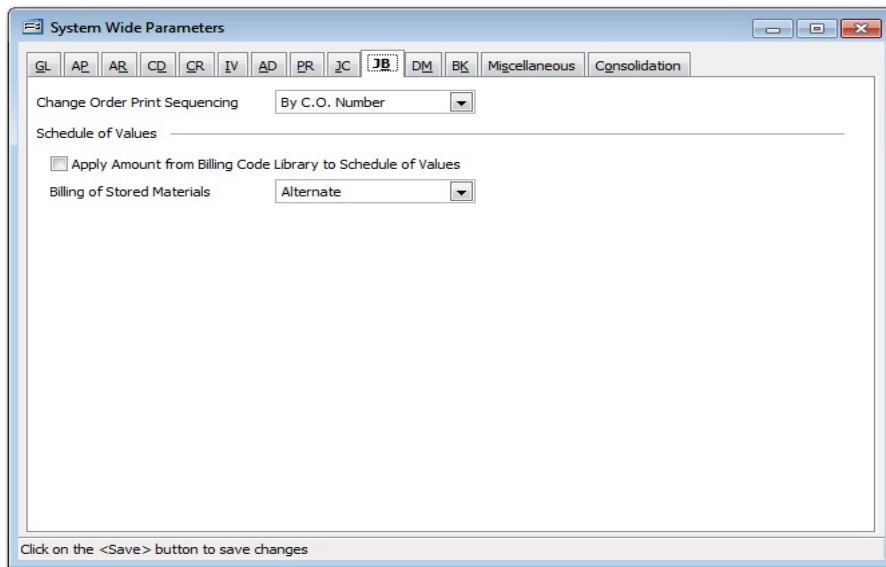 System Wide Parameters
GL AP AR CD CR IV AD PR JC JB DM BK Miscellaneous Consolidation
Change Order Print Sequencing By C.O. Number
Schedule of Values
Apply Amount from Billing Code Library to Schedule of Values
Billing of Stored Materials Alternate
Click on the <Save> button to save changes